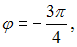 φ = − 3π/4 ,